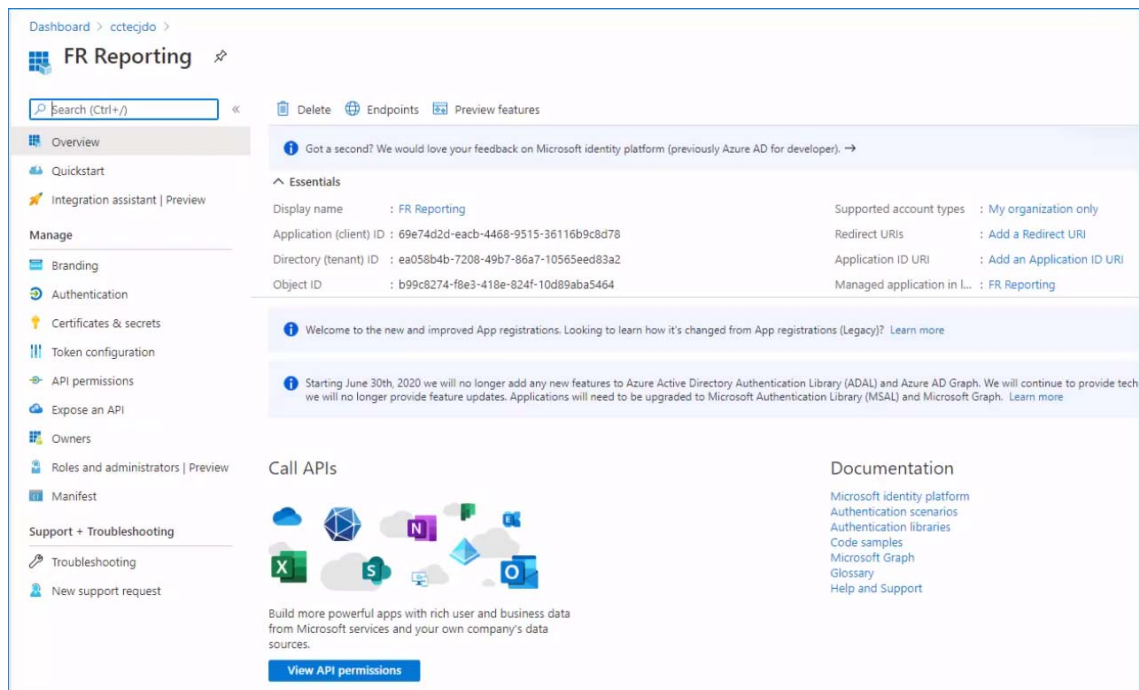 Dashboard > cctecjdo >
FR Reporting
Search (Ctrl+/)
«
Overview
Quickstart
Integration assistant | Preview
Manage
Branding
Authentication
Certificates & secrets
Token configuration
API permissions
Expose an API
Owners
Roles and administrators | Preview
Manifest
Support + Troubleshooting
Troubleshooting
New support request
Delete Endpoints Preview features
Got a second? We would love your feedback on Microsoft identity platform (previously Azure AD for developer). →
Essentials
Display name : FR Reporting
Application (client) ID : 69e74d2d-eacb-4468-9515-36116b9c8d78
Directory (tenant) ID : ea058b4b-7208-49b7-86a7-10565eed83a2
Object ID : b99c8274-f8e3-418e-824f-10d89aba5464
Supported account types : My organization only
Redirect URIs : Add a Redirect URI
Application ID URI : Add an Application ID URI
Managed application in l... : FR Reporting
Welcome to the new and improved App registrations. Looking to learn how it's changed from App registrations (Legacy)? Learn more
Starting June 30th, 2020 we will no longer add any new features to Azure Active Directory Authentication Library (ADAL) and Azure AD Graph. We will continue to provide tech
we will no longer provide feature updates. Applications will need to be upgraded to Microsoft Authentication Library (MSAL) and Microsoft Graph. Learn more
Call APIs
N
X
S
O
Build more powerful apps with rich user and business data
from Microsoft services and your own company's data
sources.
View API permissions
Documentation
Microsoft identity platform
Authentication scenarios
Authentication libraries
Code samples
Microsoft Graph
Glossary
Help and Support